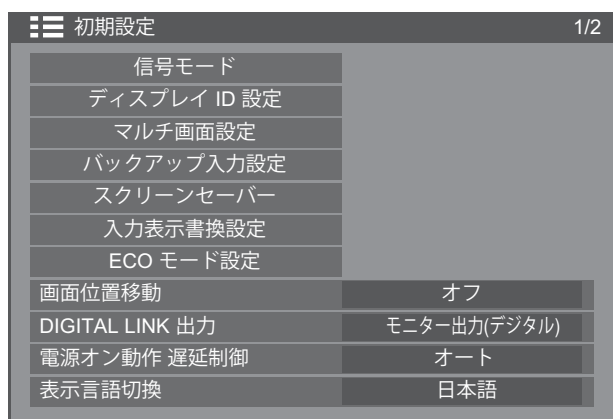 初期設定 1/2
信号モード
ディスプレイ ID 設定
マルチ画面設定
バックアップ入力設定
スクリーンセーバー
入力表示書換設定
ECO モード設定
画面位置移動 オフ
DIGITAL LINK 出力 モニター出力(デジタル)
電源オン動作 遅延制御 オート
表示言語切換 日本語